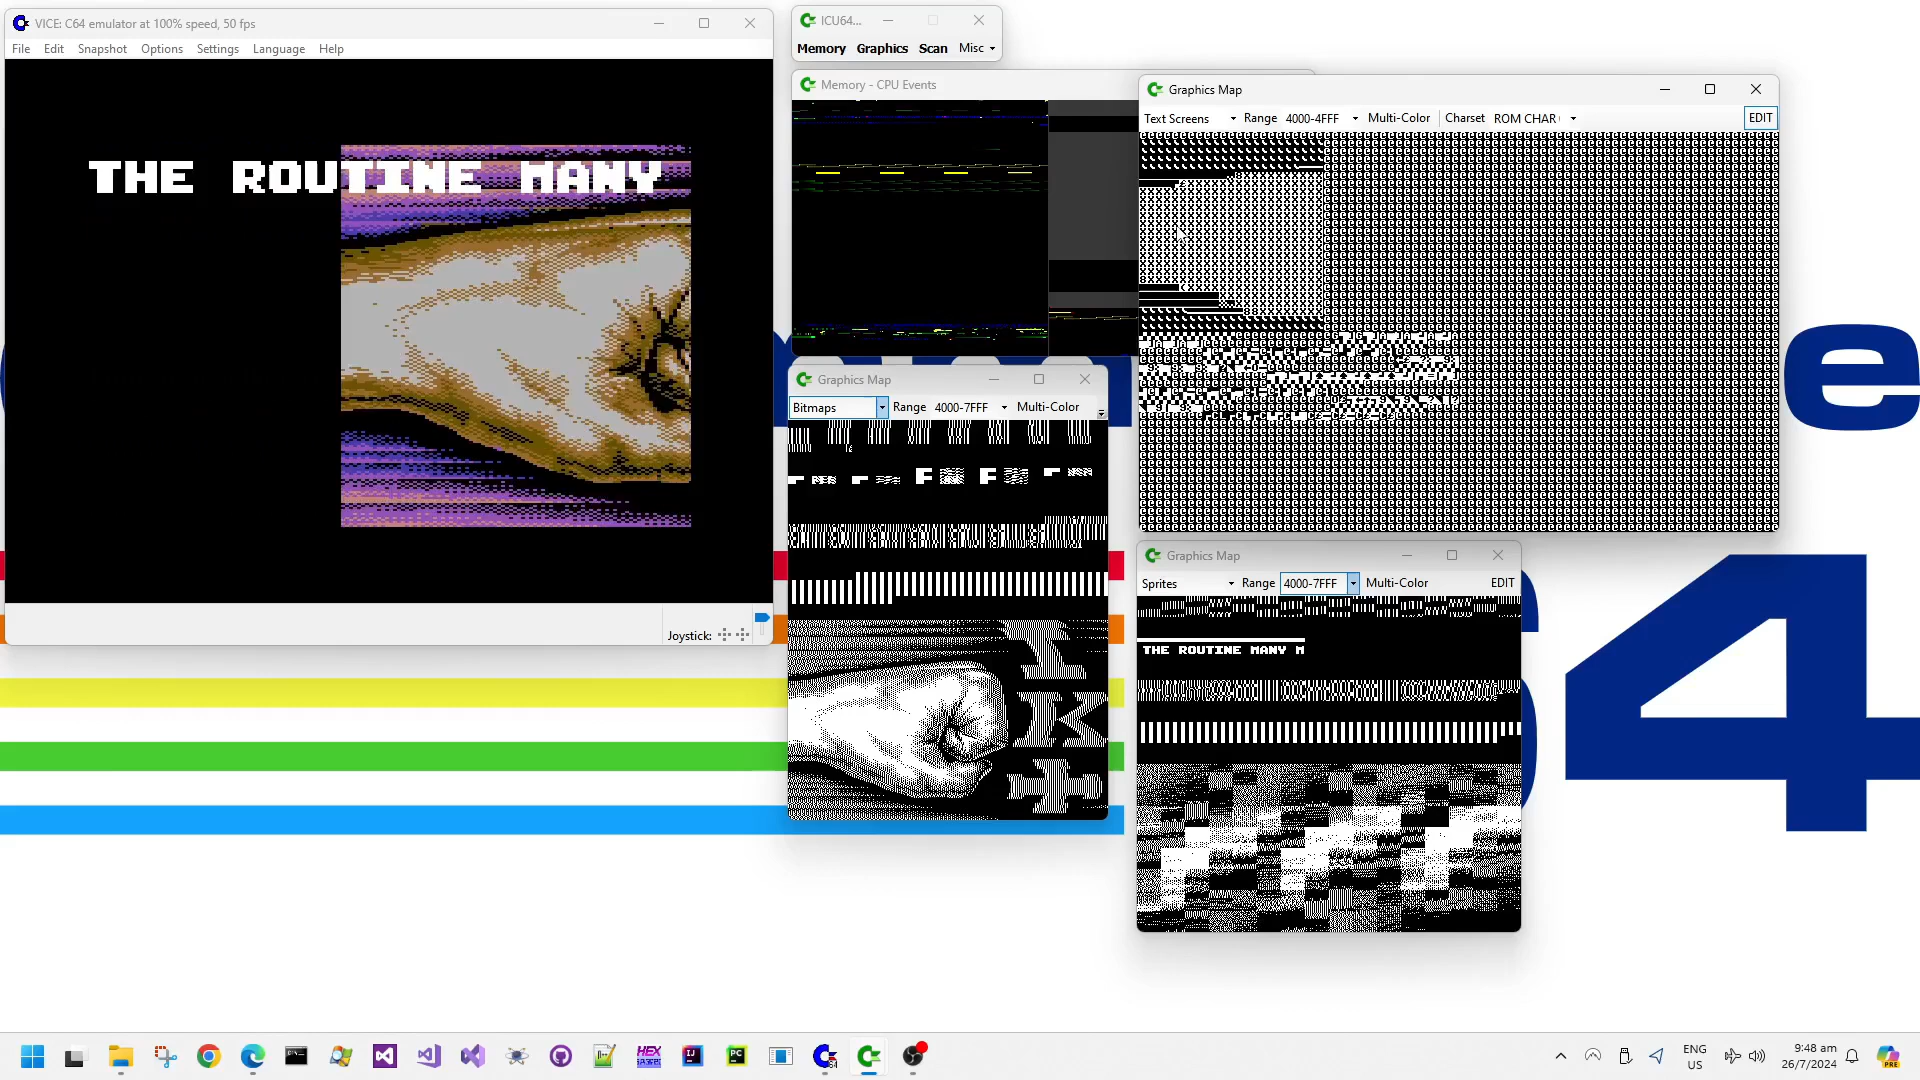 VICE: C64 emulator at 100% speed, 50 fps
File Edit Snapshot Options Settings Language Help
THE ROUTINE MANY
Joystick:
ICU64...
Memory Graphics Scan Misc
Memory - CPU Events
Graphics Map
Text Screens Range 4000-4FFF Multi-Color Charset ROM CHAR EDIT
Graphics Map
Bitmaps Range 4000-7FFF Multi-Color
Graphics Map
Sprites Range 4000-7FFF Multi-Color EDIT
THE ROUTINE MANY M
e
4
ENG
US
9:48 am
26/7/2024